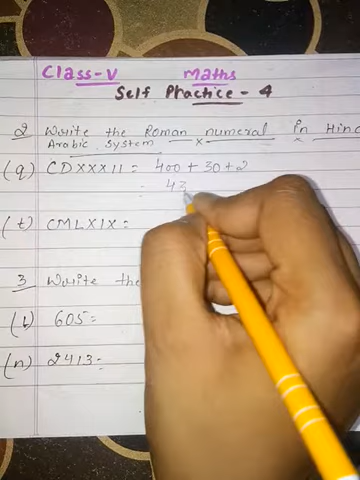 Class-V Maths
Self Practice - 4
2 Write the Roman numeral in Hindu
Arabic system
(q) CDXXXII = 400 + 30 + 2
= 43
(t) CMLXIX =
3 Write the
605 =
(n) 2413 =